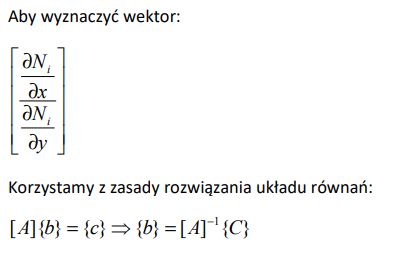 Aby wyznaczyć wektor:
∂Nᵢ
∂x
∂Nᵢ
∂y
Korzystamy z zasady rozwiązania układu równań:
[A]{b} = {c} ⇒ {b} = [A]⁻¹{C}